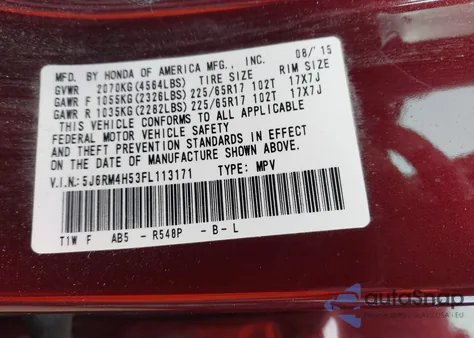 MFD. BY HONDA OF AMERICA MFG., INC. 08/'15
GVWR 2070KG(4564LBS) TIRE SIZE RIM SIZE
GAWR F 1055KG(2326LBS) 225/65R17 102T 17X7J
GAWR R 1035KG(2282LBS) 225/65R17 102T 17X7J
THIS VEHICLE CONFORMS TO ALL APPLICABLE
FEDERAL MOTOR VEHICLE SAFETY
AND THEFT PREVENTION STANDARDS IN EFFECT
ON THE DATE OF MANUFACTURE SHOWN ABOVE.
V.I.N.:5J6RM4H53FL113171 TYPE: MPV
T1W F AB5 - R548P - B - L
autoSnap